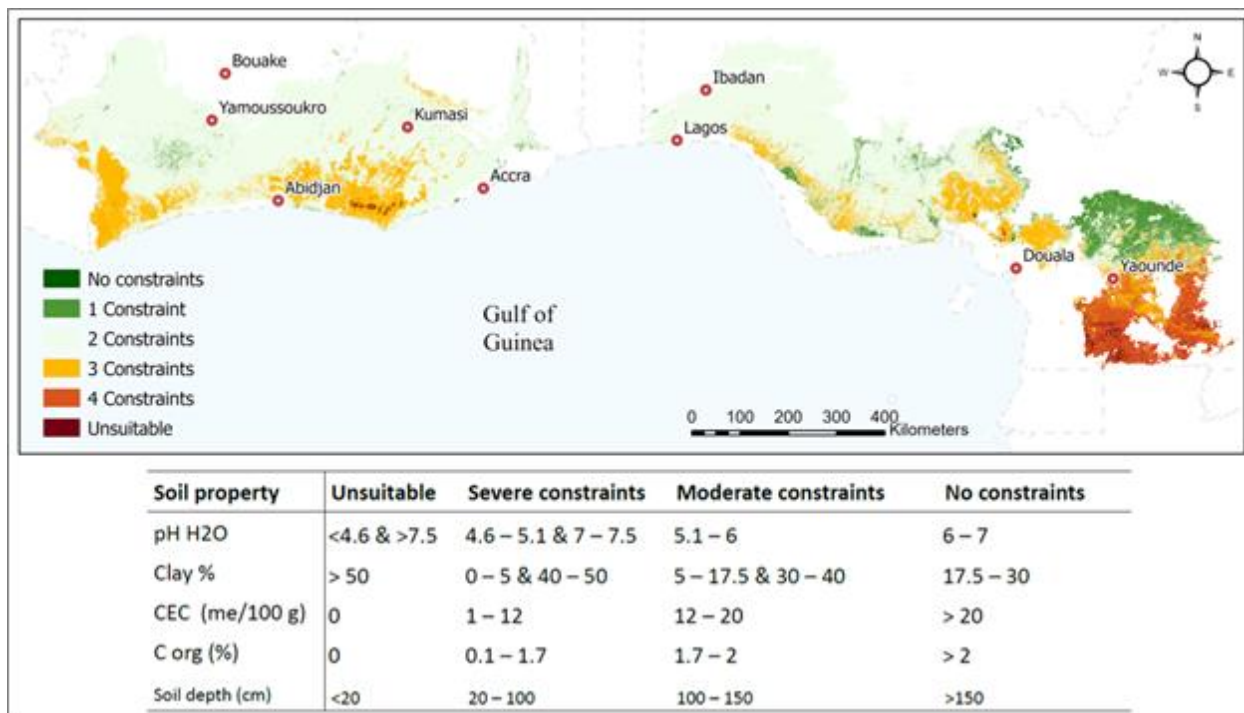 N
W E
S
Bouake
Ibadan
Yamoussoukro
Kumasi
Lagos
Accra
Abidjan
Douala
Yaounde
No constraints
1 Constraint
2 Constraints
3 Constraints
4 Constraints
Unsuitable
Gulf of
Guinea
0 100 200 300 400
Kilometers
Soil property Unsuitable Severe constraints Moderate constraints No constraints
pH H2O <4.6 & >7.5 4.6 – 5.1 & 7 – 7.5 5.1 – 6 6 – 7
Clay % > 50 0 – 5 & 40 – 50 5 – 17.5 & 30 – 40 17.5 – 30
CEC (me/100 g) 0 1 – 12 12 – 20 > 20
C org (%) 0 0.1 – 1.7 1.7 – 2 > 2
Soil depth (cm) <20 20 – 100 100 – 150 >150